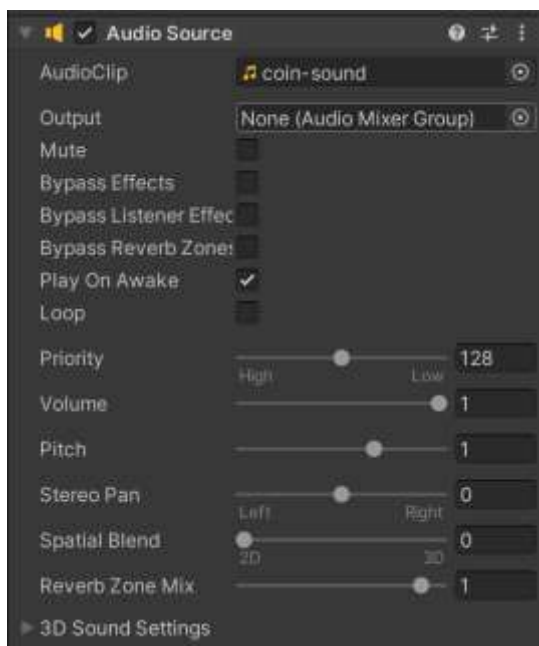 Audio Source
AudioClip coin-sound
Output None (Audio Mixer Group)
Mute
Bypass Effects
Bypass Listener Effec
Bypass Reverb Zones
Play On Awake
Loop
Priority 128
High Low
Volume 1
Pitch 1
Stereo Pan 0
Left Right
Spatial Blend 0
2D 3D
Reverb Zone Mix 1
3D Sound Settings